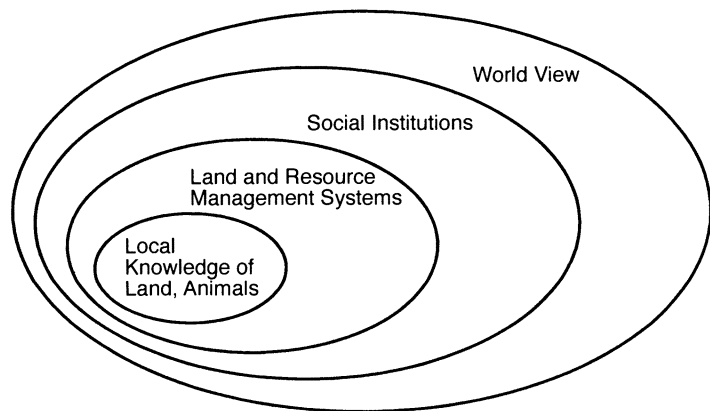 World View
Social Institutions
Land and Resource
Management Systems
Local
Knowledge of
Land, Animals